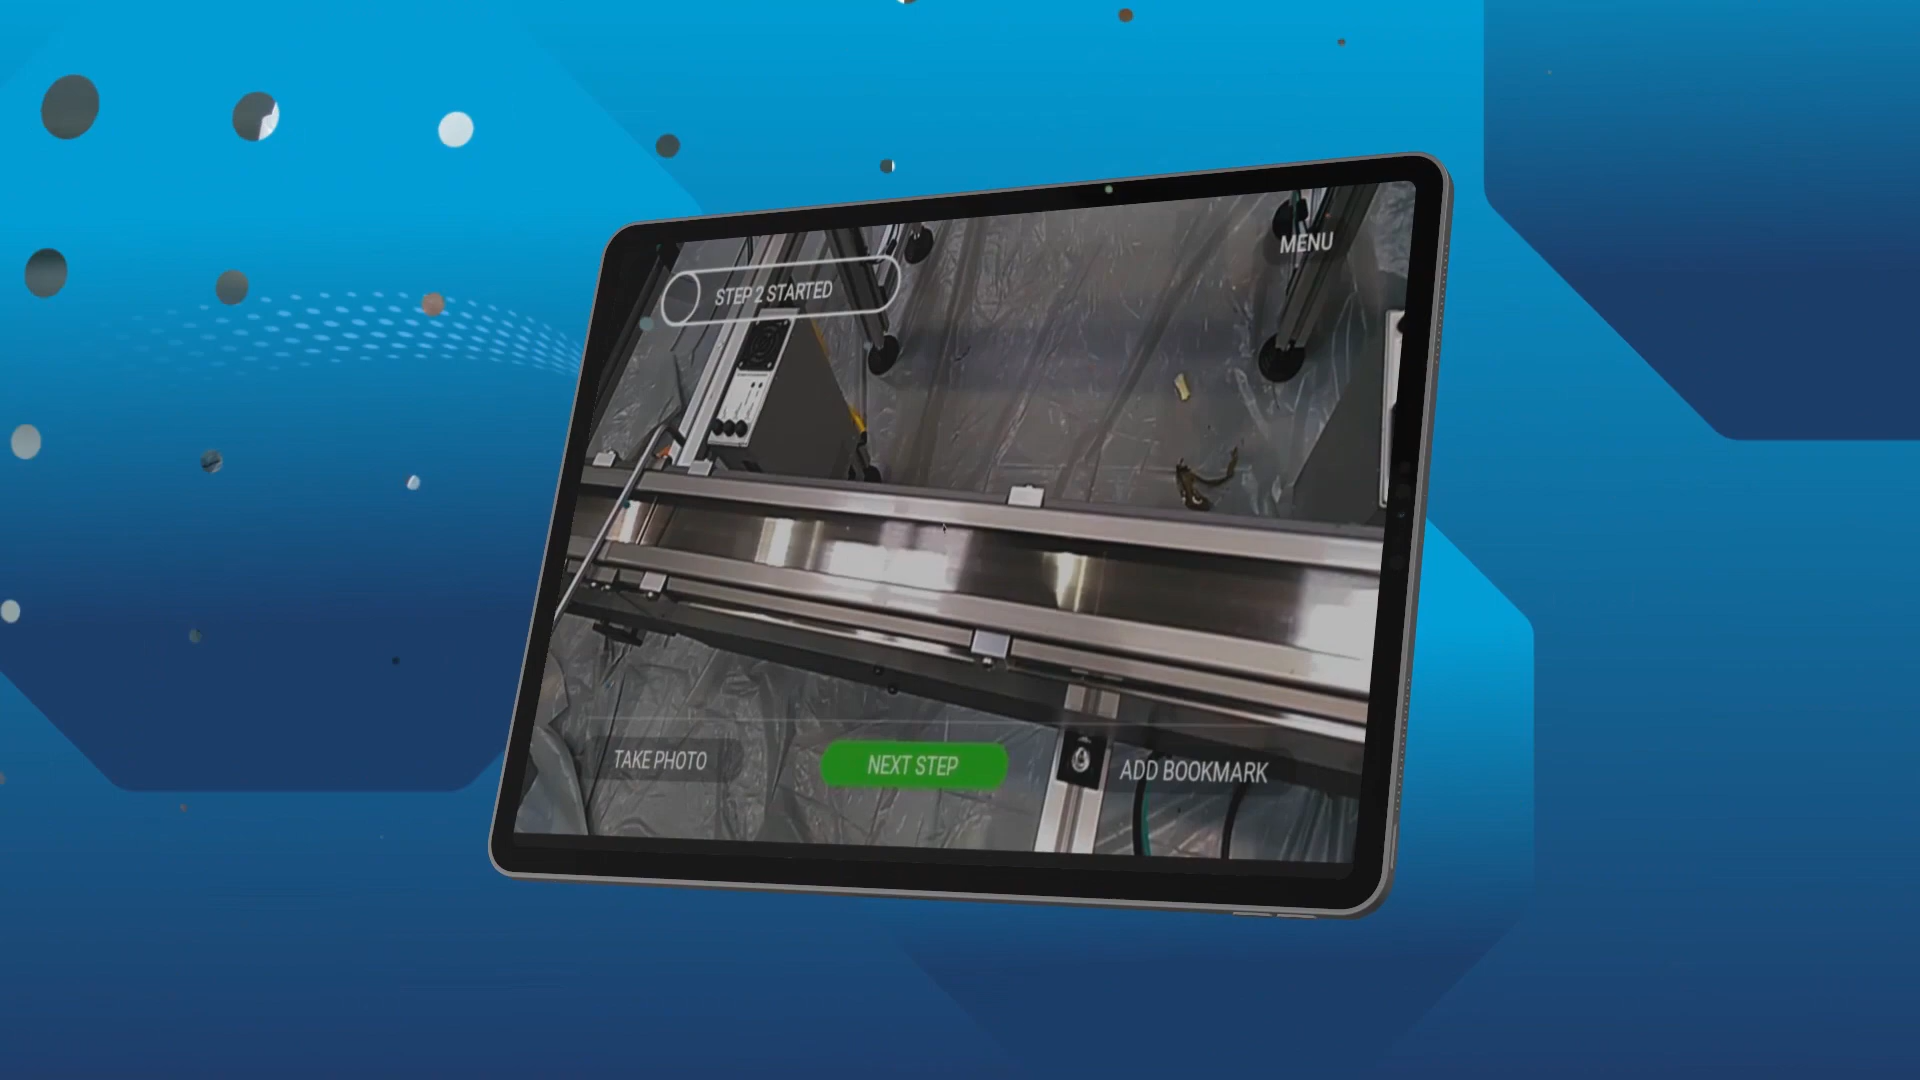 MENU
STEP 2 STARTED
TAKE PHOTO
NEXT STEP
ADD BOOKMARK